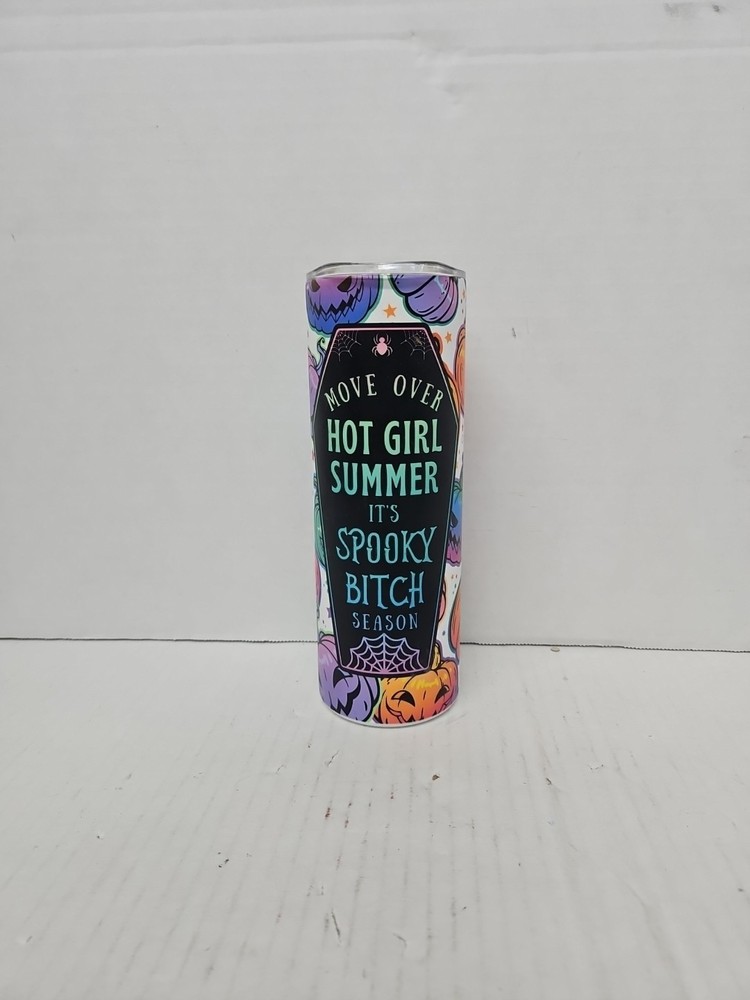 MOVE OVER
HOT GIRL
SUMMER
IT'S
SPOOKY
BITCH
SEASON